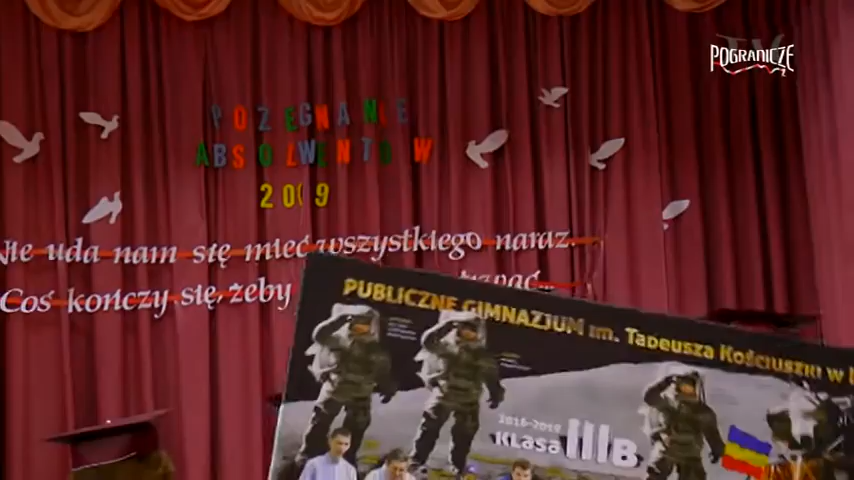 POGRANICZE
POŻEGNANIE
ABSOLWENTÓW
2019
Nie uda nam się mieć wszystkiego naraz.
Coś kończy się, żeby
PUBLICZNE GIMNAZJUM IM. TADEUSZA KOŚCIUSZKI W
2016-2019
KLASA IIIB